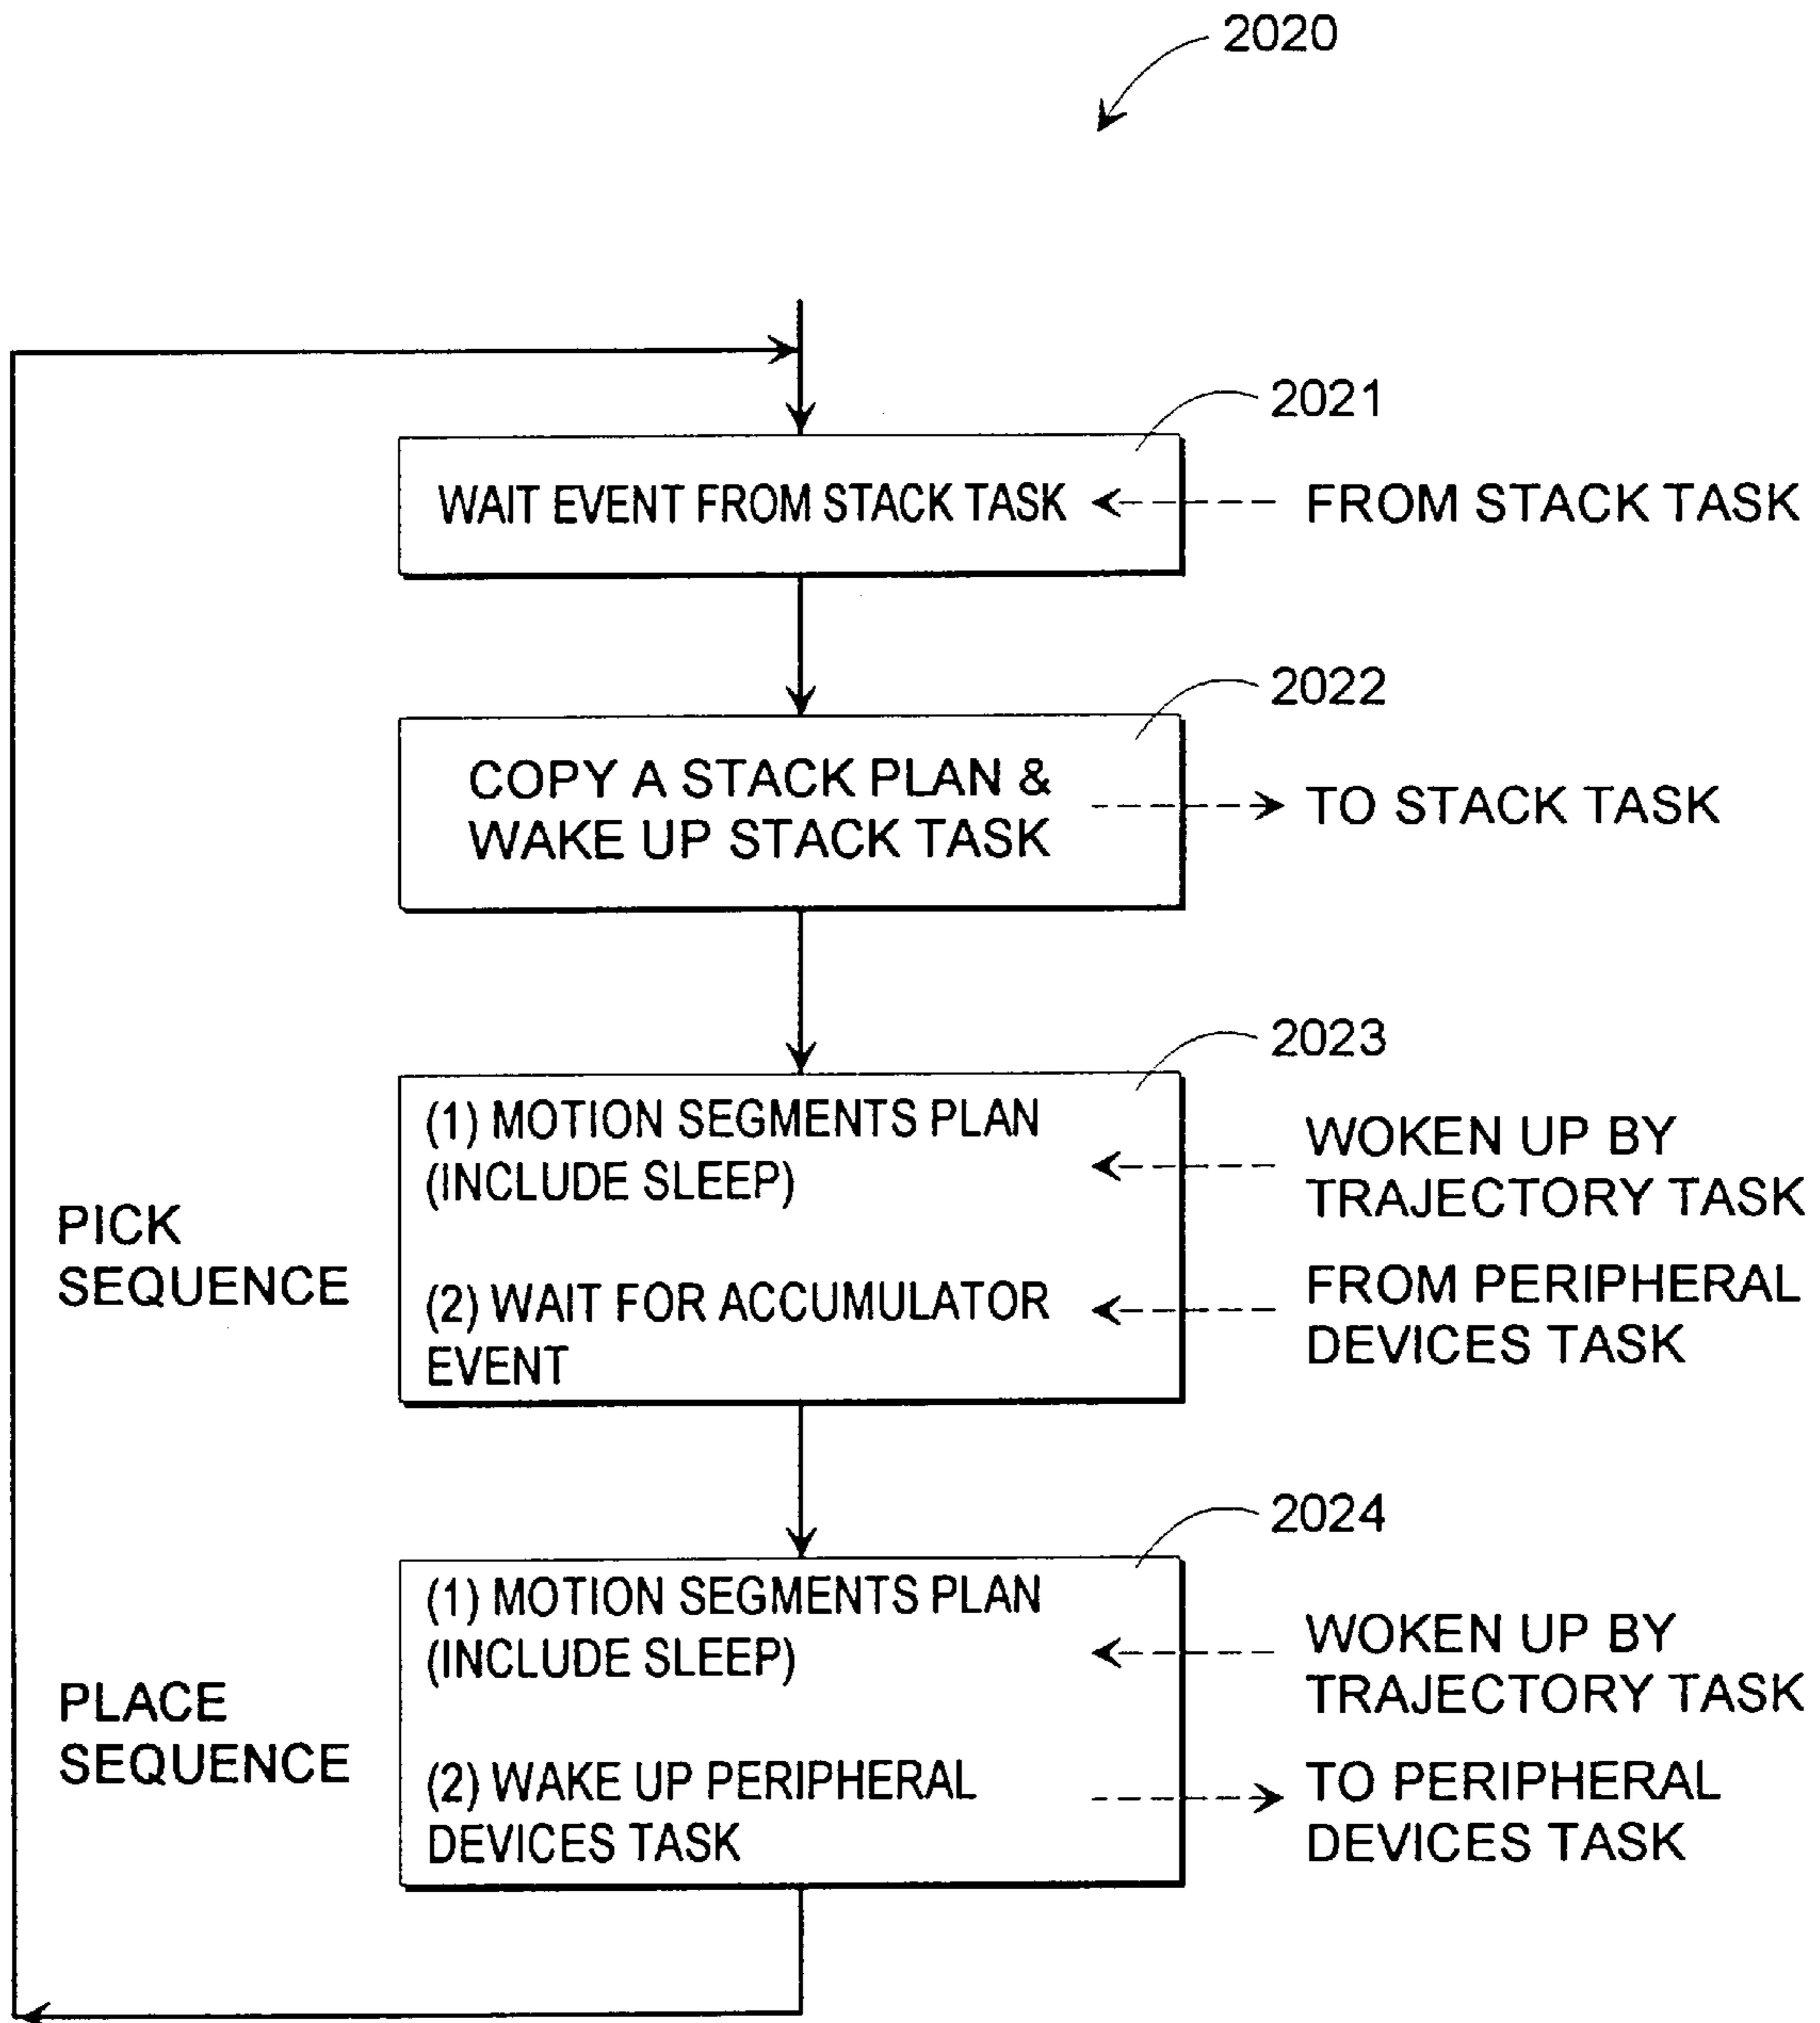 2020
2021
WAIT EVENT FROM STACK TASK
FROM STACK TASK
2022
COPY A STACK PLAN &
WAKE UP STACK TASK
TO STACK TASK
2023
PICK
SEQUENCE
(1) MOTION SEGMENTS PLAN
(INCLUDE SLEEP)
(2) WAIT FOR ACCUMULATOR
EVENT
WOKEN UP BY
TRAJECTORY TASK
FROM PERIPHERAL
DEVICES TASK
2024
PLACE
SEQUENCE
(1) MOTION SEGMENTS PLAN
(INCLUDE SLEEP)
(2) WAKE UP PERIPHERAL
DEVICES TASK
WOKEN UP BY
TRAJECTORY TASK
TO PERIPHERAL
DEVICES TASK